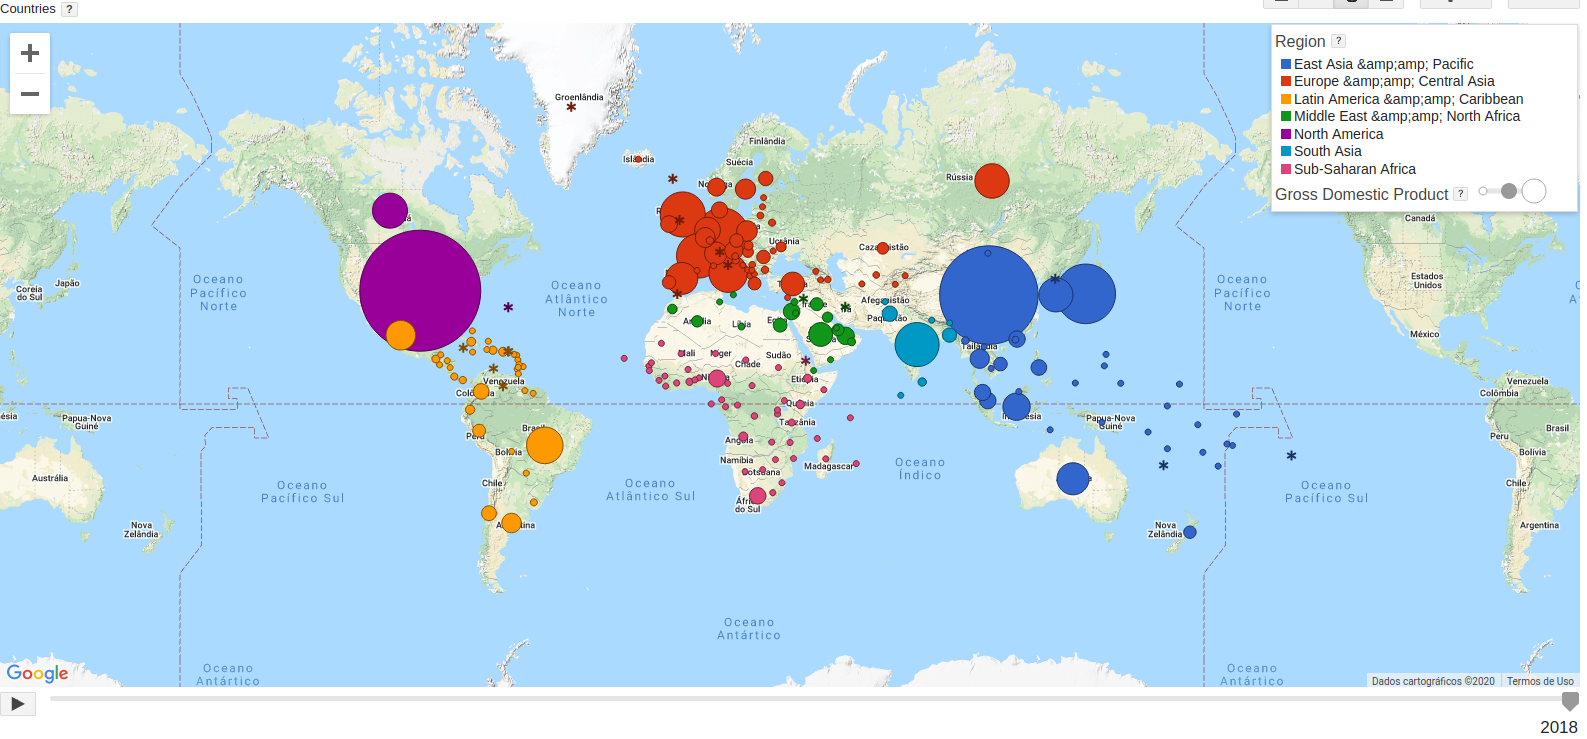 Countries ?
+
−
Region ?
East Asia &amp;amp; Pacific
Europe &amp;amp; Central Asia
Latin America &amp;amp; Caribbean
Middle East &amp;amp; North Africa
North America
South Asia
Sub-Saharan Africa
Gross Domestic Product ?
Groenlândia
Islândia
Finlândia
Suécia
Rússia
Ucrânia
Canadá
Oceano
Pacífico
Norte
Coreia
do Sul
Japão
Oceano
Atlântico
Norte
Oceano
Pacífico
Norte
Estados
Unidos
México
Afeganistão
Líbia
Mali
Níger
Chade
Sudão
Tailândia
Venezuela
Venezuela
Colômbia
Papua-Nova
Guiné
Papua-Nova
Guiné
Peru
Brasil
Bolívia
Tanzânia
Angola
Namíbia
Botsuana
Madagascar
Oceano
Índico
Oceano
Atlântico Sul
Oceano
Pacífico Sul
Oceano
Pacífico Sul
Austrália
Chile
Chile
África
do Sul
Nova
Zelândia
Nova
Zelândia
Argentina
Oceano
Antártico
Oceano
Antártico
Oceano
Antártico
Google
Dados cartográficos ©2020
Termos de Uso
2018